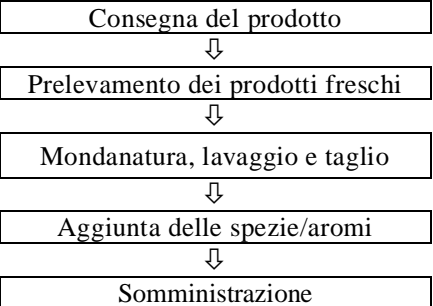 Consegna del prodotto
⇩
Prelevamento dei prodotti freschi
⇩
Mondanatura, lavaggio e taglio
⇩
Aggiunta delle spezie/aromi
⇩
Somministrazione